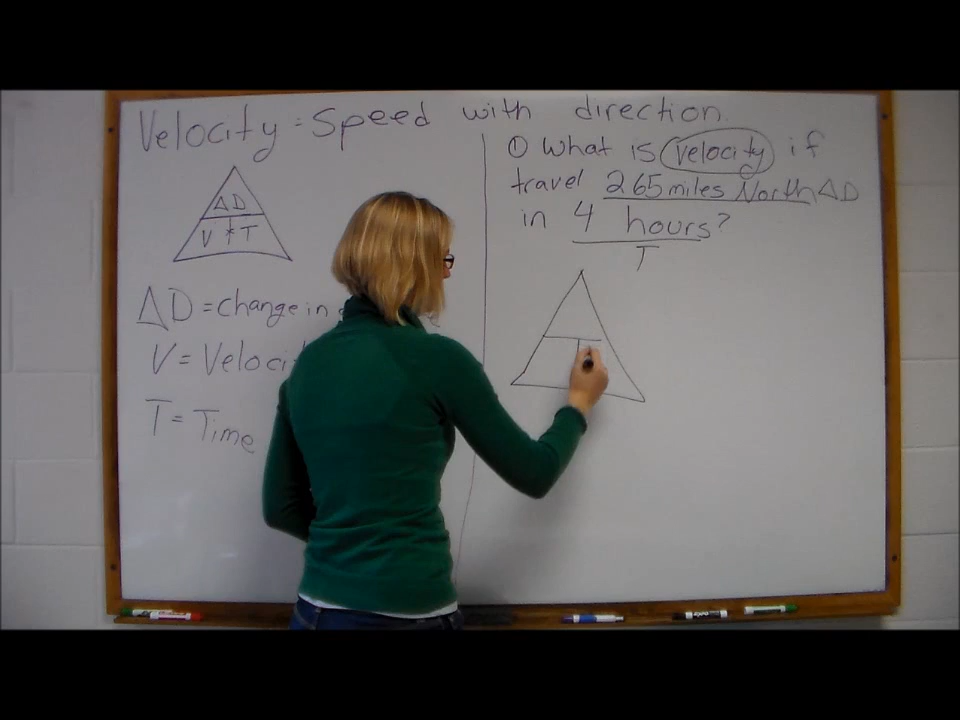 Velocity = Speed with direction.
ΔD
V * T
ΔD = change in
V = Veloci
T = Time
① What is velocity if
travel 265 miles North ΔD
in 4 hours?
T